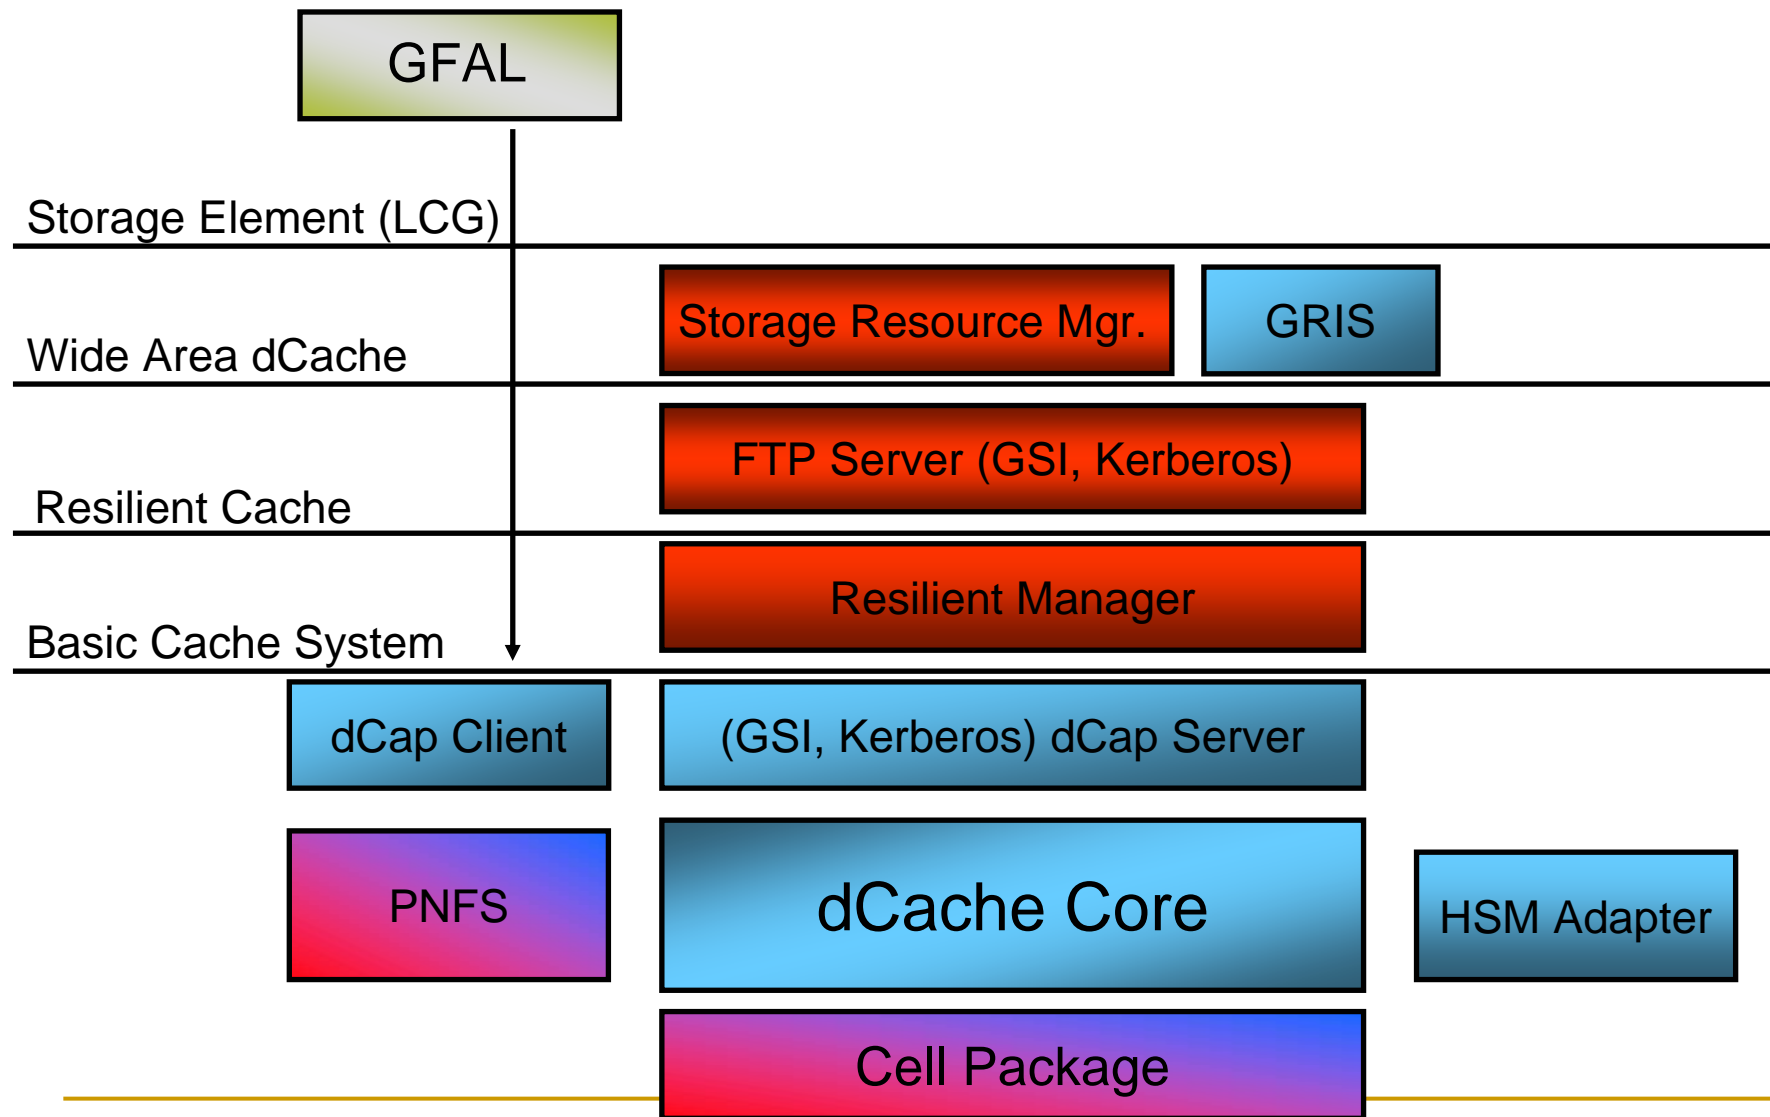 GFAL
Storage Element (LCG)
Storage Resource Mgr.
GRIS
Wide Area dCache
FTP Server (GSI, Kerberos)
Resilient Cache
Resilient Manager
Basic Cache System
dCap Client
(GSI, Kerberos) dCap Server
PNFS
dCache Core
HSM Adapter
Cell Package